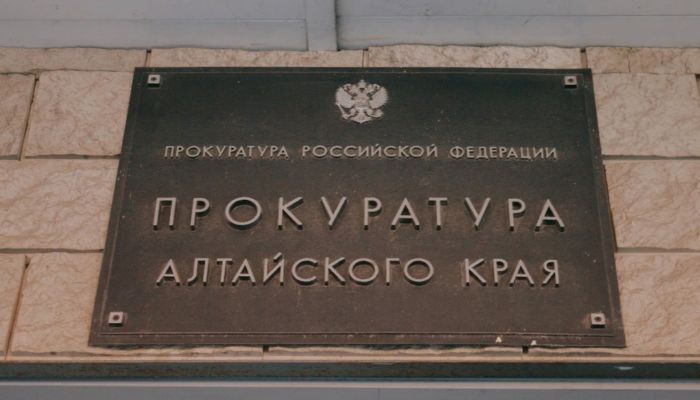 ПРОКУРАТУРА РОССИЙСКОЙ ФЕДЕРАЦИИ
ПРОКУРАТУРА
АЛТАЙСКОГО КРАЯ